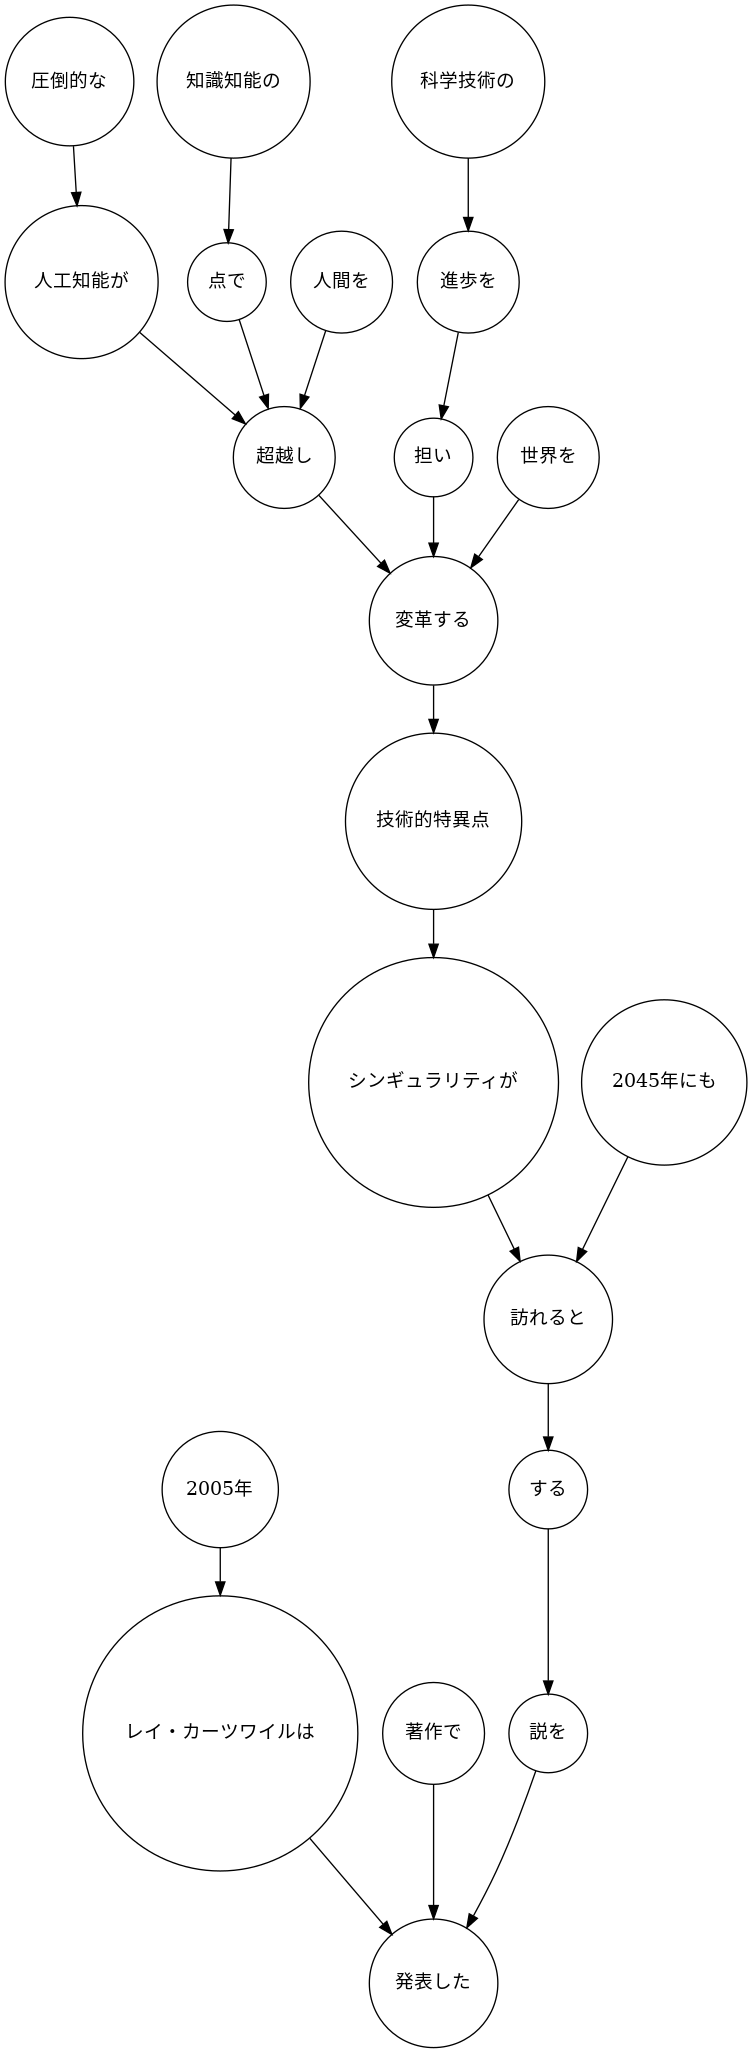 圧倒的な
知識知能の
科学技術の
人工知能が
点で
人間を
進歩を
超越し
担い
世界を
変革する
技術的特異点
シンギュラリティが
2045年にも
訪れると
2005年
する
レイ・カーツワイルは
著作で
説を
発表した